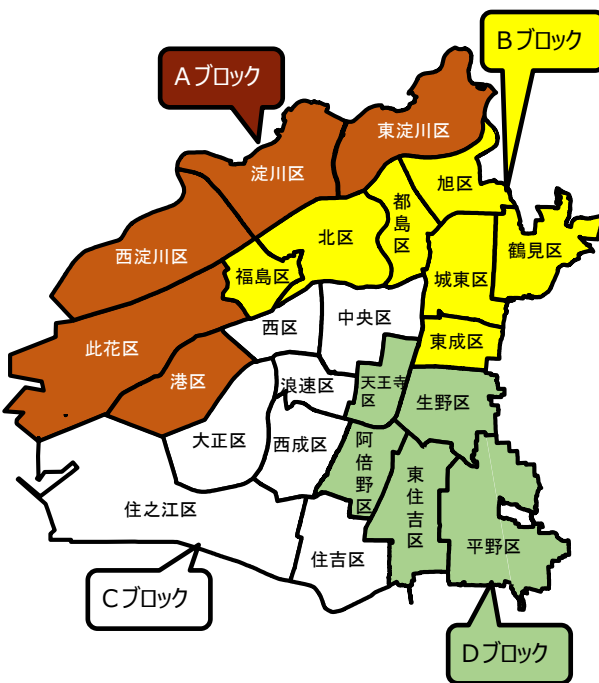 Bブロック
Aブロック
東淀川区
淀川区
旭区
都島区
北区
鶴見区
西淀川区
福島区
城東区
西区
中央区
東成区
此花区
港区
浪速区
天王寺
区
生野区
大正区
西成区
阿倍野区
東住吉区
住之江区
住吉区
平野区
Cブロック
Dブロック